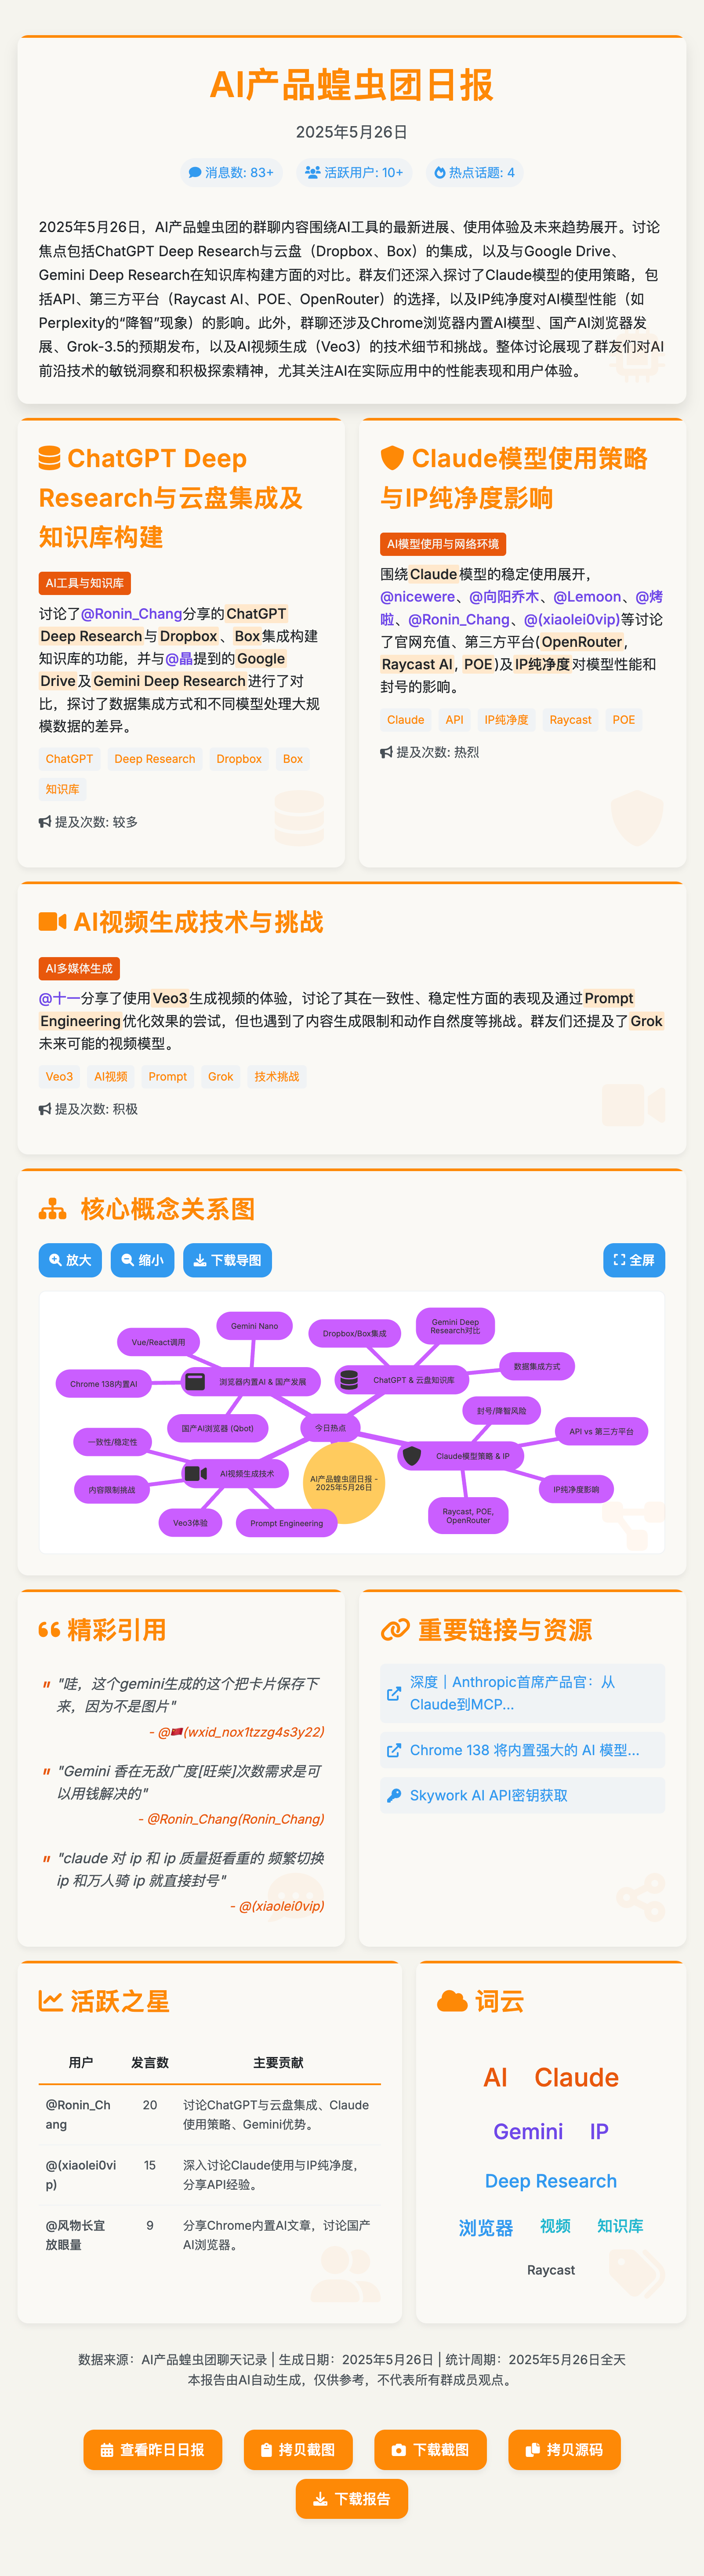 AI产品蝗虫团日报
2025年5月26日
消息数: 83+
活跃用户: 10+
热点话题: 4
2025年5月26日，AI产品蝗虫团的群聊内容围绕AI工具的最新进展、使用体验及未来趋势展开。讨论
焦点包括ChatGPT Deep Research与云盘（Dropbox、Box）的集成，以及与Google Drive、
Gemini Deep Research在知识库构建方面的对比。群友们还深入探讨了Claude模型的使用策略，包
括API、第三方平台（Raycast AI、POE、OpenRouter）的选择，以及IP纯净度对AI模型性能（如
Perplexity的“降智”现象）的影响。此外，群聊还涉及Chrome浏览器内置AI模型、国产AI浏览器发
展、Grok-3.5的预期发布，以及AI视频生成（Veo3）的技术细节和挑战。整体讨论展现了群友们对AI
前沿技术的敏锐洞察和积极探索精神，尤其关注AI在实际应用中的性能表现和用户体验。
ChatGPT Deep
Research与云盘集成及
知识库构建
AI工具与知识库
讨论了@Ronin_Chang分享的ChatGPT
Deep Research与Dropbox、Box集成构建
知识库的功能，并与@晶提到的Google
Drive及Gemini Deep Research进行了对
比，探讨了数据集成方式和不同模型处理大规
模数据的差异。
ChatGPT
Deep Research
Dropbox
Box
知识库
提及次数: 较多
Claude模型使用策略
与IP纯净度影响
AI模型使用与网络环境
围绕Claude模型的稳定使用展开，
@nicewere、@向阳乔木、@Lemoon、@烤
啦、@Ronin_Chang、@(xiaolei0vip)等讨论
了官网充值、第三方平台(OpenRouter,
Raycast AI, POE)及IP纯净度对模型性能和
封号的影响。
Claude
API
IP纯净度
Raycast
POE
提及次数: 热烈
AI视频生成技术与挑战
AI多媒体生成
@十一分享了使用Veo3生成视频的体验，讨论了其在一致性、稳定性方面的表现及通过Prompt
Engineering优化效果的尝试，但也遇到了内容生成限制和动作自然度等挑战。群友们还提及了Grok
未来可能的视频模型。
Veo3
AI视频
Prompt
Grok
技术挑战
提及次数: 积极
核心概念关系图
放大
缩小
下载导图
全屏
Gemini Nano
Vue/React调用
Chrome 138内置AI
浏览器内置AI & 国产发展
国产AI浏览器 (Qbot)
Dropbox/Box集成
Gemini Deep
Research对比
ChatGPT & 云盘知识库
数据集成方式
今日热点
封号/降智风险
API vs 第三方平台
Claude模型策略 & IP
IP纯净度影响
Raycast, POE,
OpenRouter
AI产品蝗虫团日报 -
2025年5月26日
一致性/稳定性
AI视频生成技术
内容限制挑战
Veo3体验
Prompt Engineering
精彩引用
"哇，这个gemini生成的这个把卡片保存下
来，因为不是图片"
- @🇨🇳(wxid_nox1tzzg4s3y22)
"Gemini 香在无敌广度[旺柴]次数需求是可
以用钱解决的"
- @Ronin_Chang(Ronin_Chang)
"claude 对 ip 和 ip 质量挺看重的 频繁切换
ip 和万人骑 ip 就直接封号"
- @(xiaolei0vip)
重要链接与资源
深度｜Anthropic首席产品官：从
Claude到MCP...
Chrome 138 将内置强大的 AI 模型...
Skywork AI API密钥获取
活跃之星
用户 发言数 主要贡献
@Ronin_Ch 20 讨论ChatGPT与云盘集成、Claude
ang 使用策略、Gemini优势。
@(xiaolei0vi 15 深入讨论Claude使用与IP纯净度，
p) 分享API经验。
@风物长宜 9 分享Chrome内置AI文章，讨论国产
放眼量 AI浏览器。
词云
AI Claude
Gemini IP
Deep Research
浏览器 视频 知识库
Raycast
数据来源：AI产品蝗虫团聊天记录 | 生成日期：2025年5月26日 | 统计周期：2025年5月26日全天
本报告由AI自动生成，仅供参考，不代表所有群成员观点。
查看昨日日报
拷贝截图
下载截图
拷贝源码
下载报告